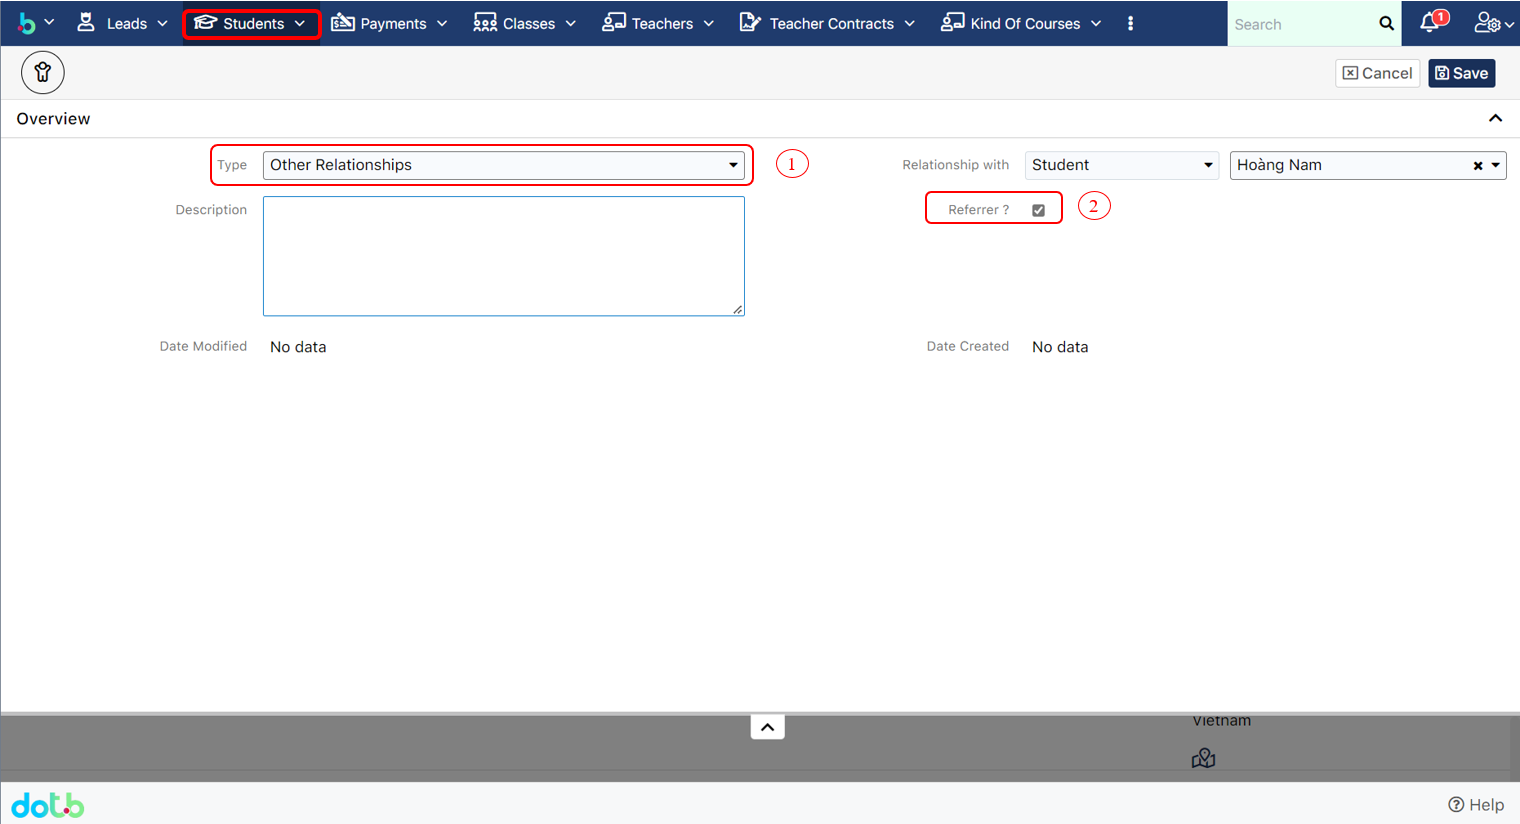 b Leads Students Payments Classes Teachers Teacher Contracts Kind Of Courses Search 1
Cancel Save
Overview
Type Other Relationships 1 Relationship with Student Hoàng Nam
Description Referrer ? 2
Date Modified No data Date Created No data
Vietnam
dotb Help